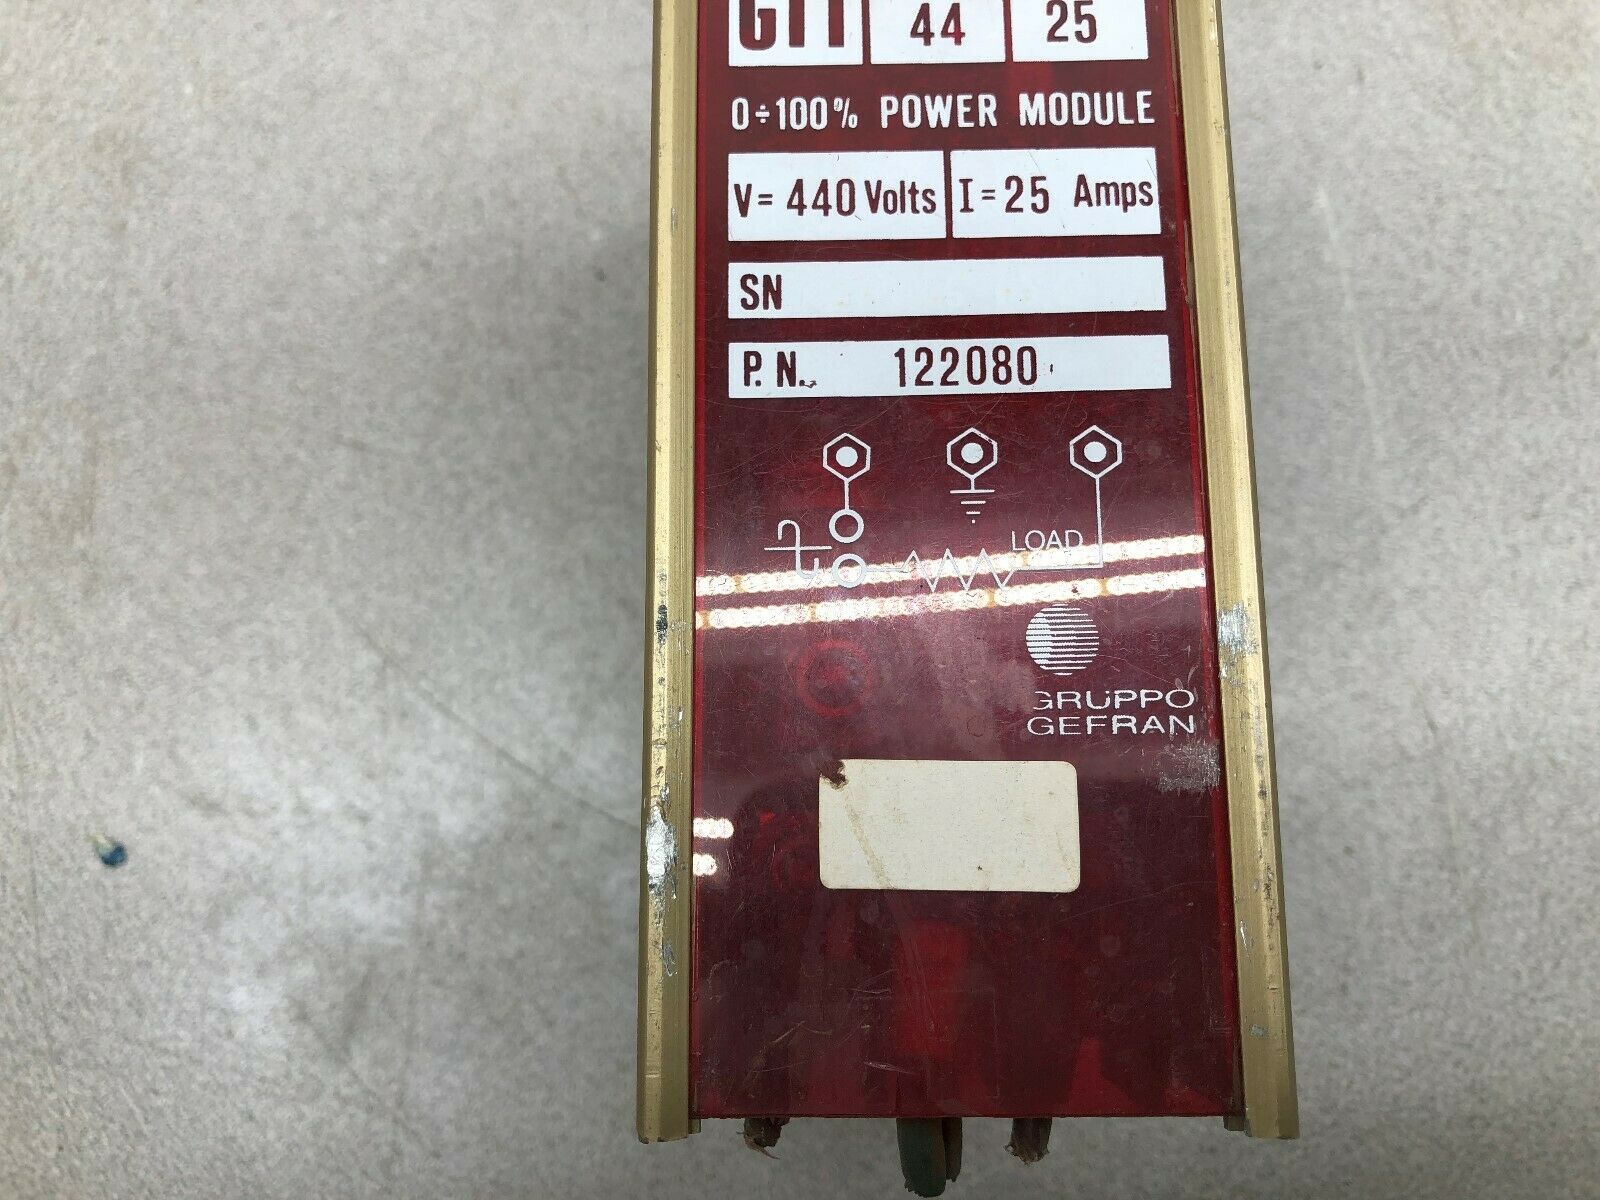 GTT 44 25
0÷100% POWER MODULE
V= 440 Volts I=25 Amps
SN
P.N. 122080
LOAD
GRUPPO
GEFRAN